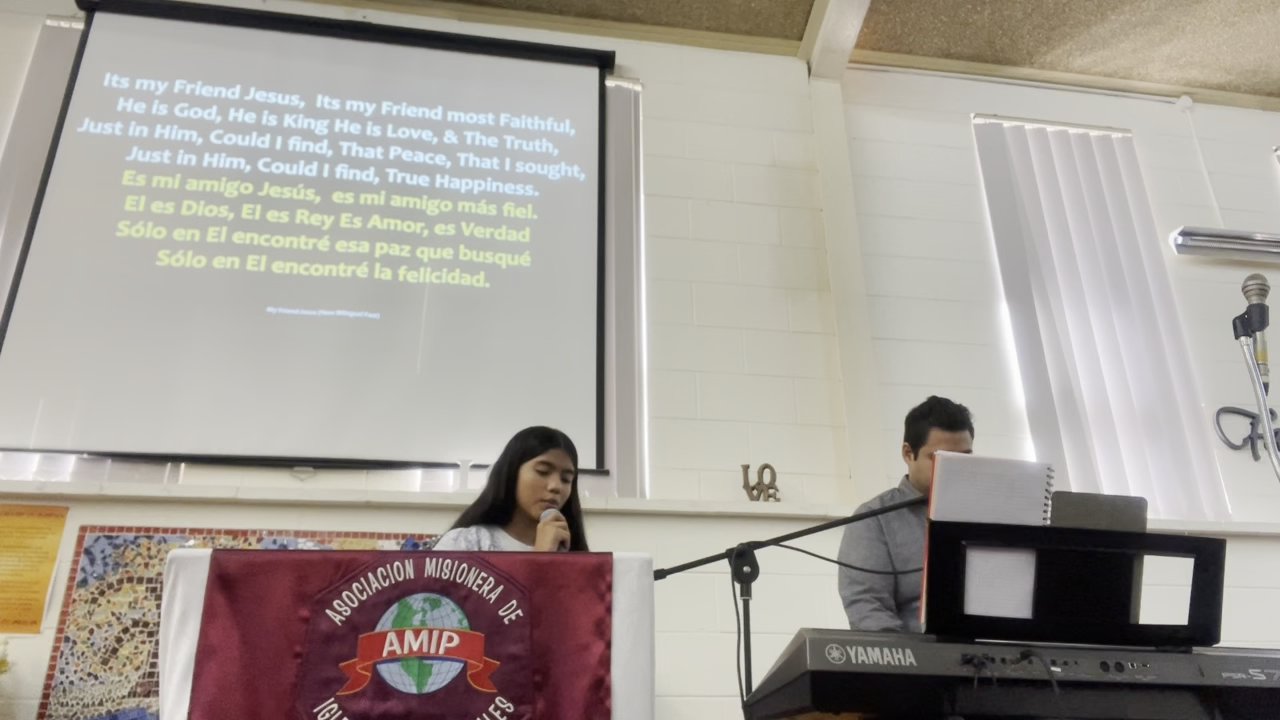 Its my Friend Jesus, Its my Friend most Faithful,
He is God, He is King He is Love, & The Truth,
Just in Him, Could I find, That Peace, That I sought,
Just in Him, Could I find, True Happiness.
Es mi amigo Jesús, es mi amigo más fiel.
El es Dios, El es Rey Es Amor, es Verdad
Sólo en El encontré esa paz que busqué
Sólo en El encontré la felicidad.
LOVE
ASOCIACION MISIONERA DE
AMIP
YAMAHA